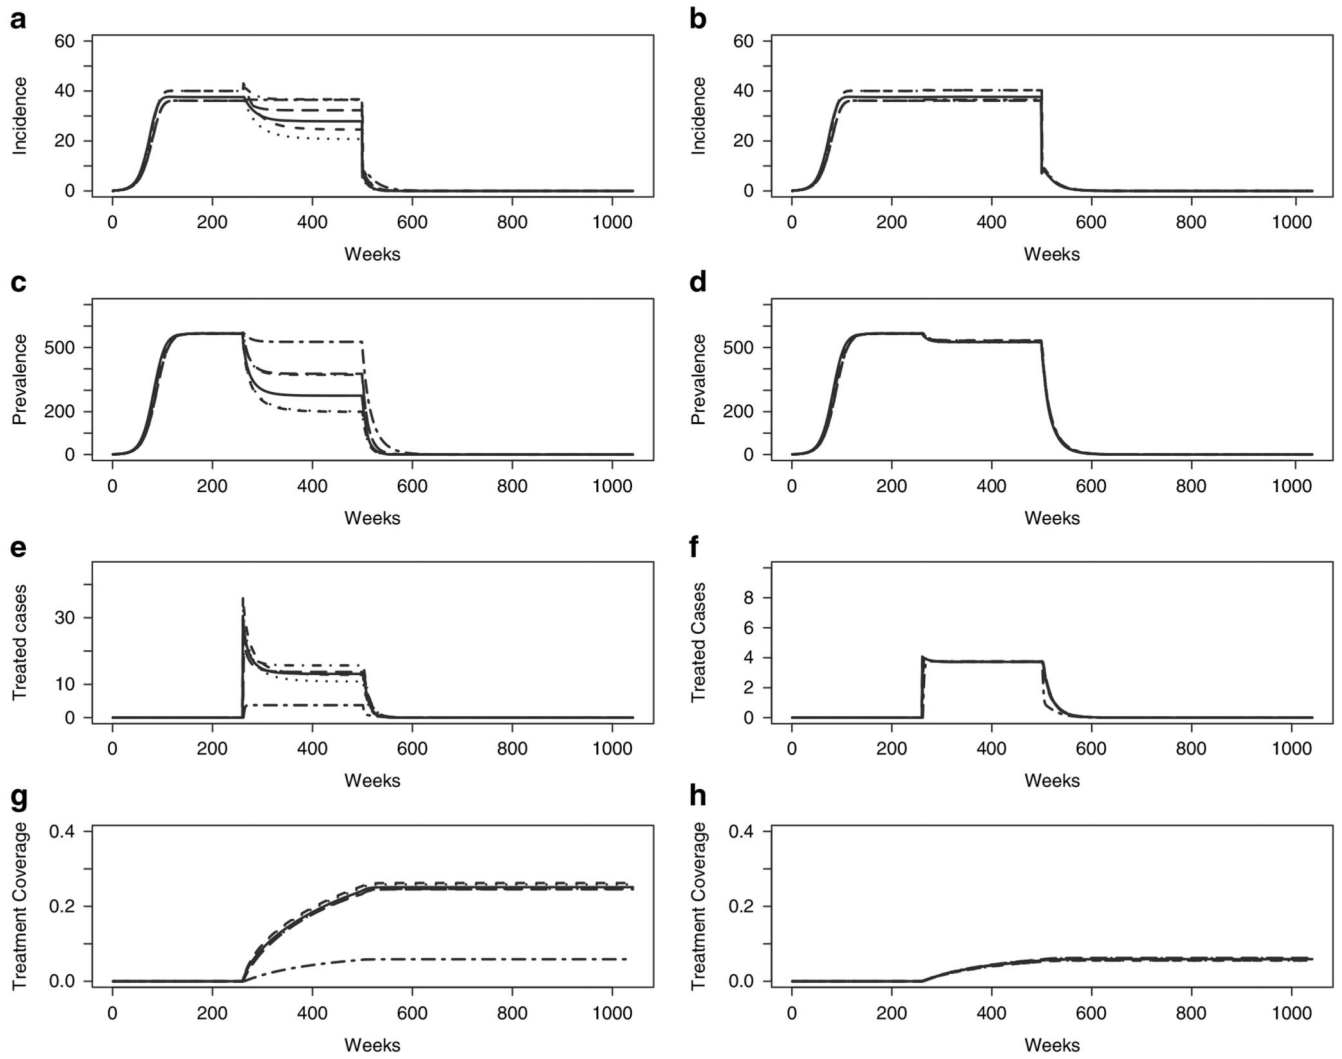 a
60
40
20
0
Incidence
0 200 400 600 800 1000
Weeks
b
60
40
20
0
Incidence
0 200 400 600 800 1000
Weeks
c
500
200
0
Prevalence
0 200 400 600 800 1000
Weeks
d
500
200
0
Prevalence
0 200 400 600 800 1000
Weeks
e
30
10
0
Treated cases
0 200 400 600 800 1000
Weeks
f
8
6
4
2
0
Treated Cases
0 200 400 600 800 1000
Weeks
g
0.4
0.2
0.0
Treatment Coverage
0 200 400 600 800 1000
Weeks
h
0.4
0.2
0.0
Treatment Coverage
0 200 400 600 800 1000
Weeks